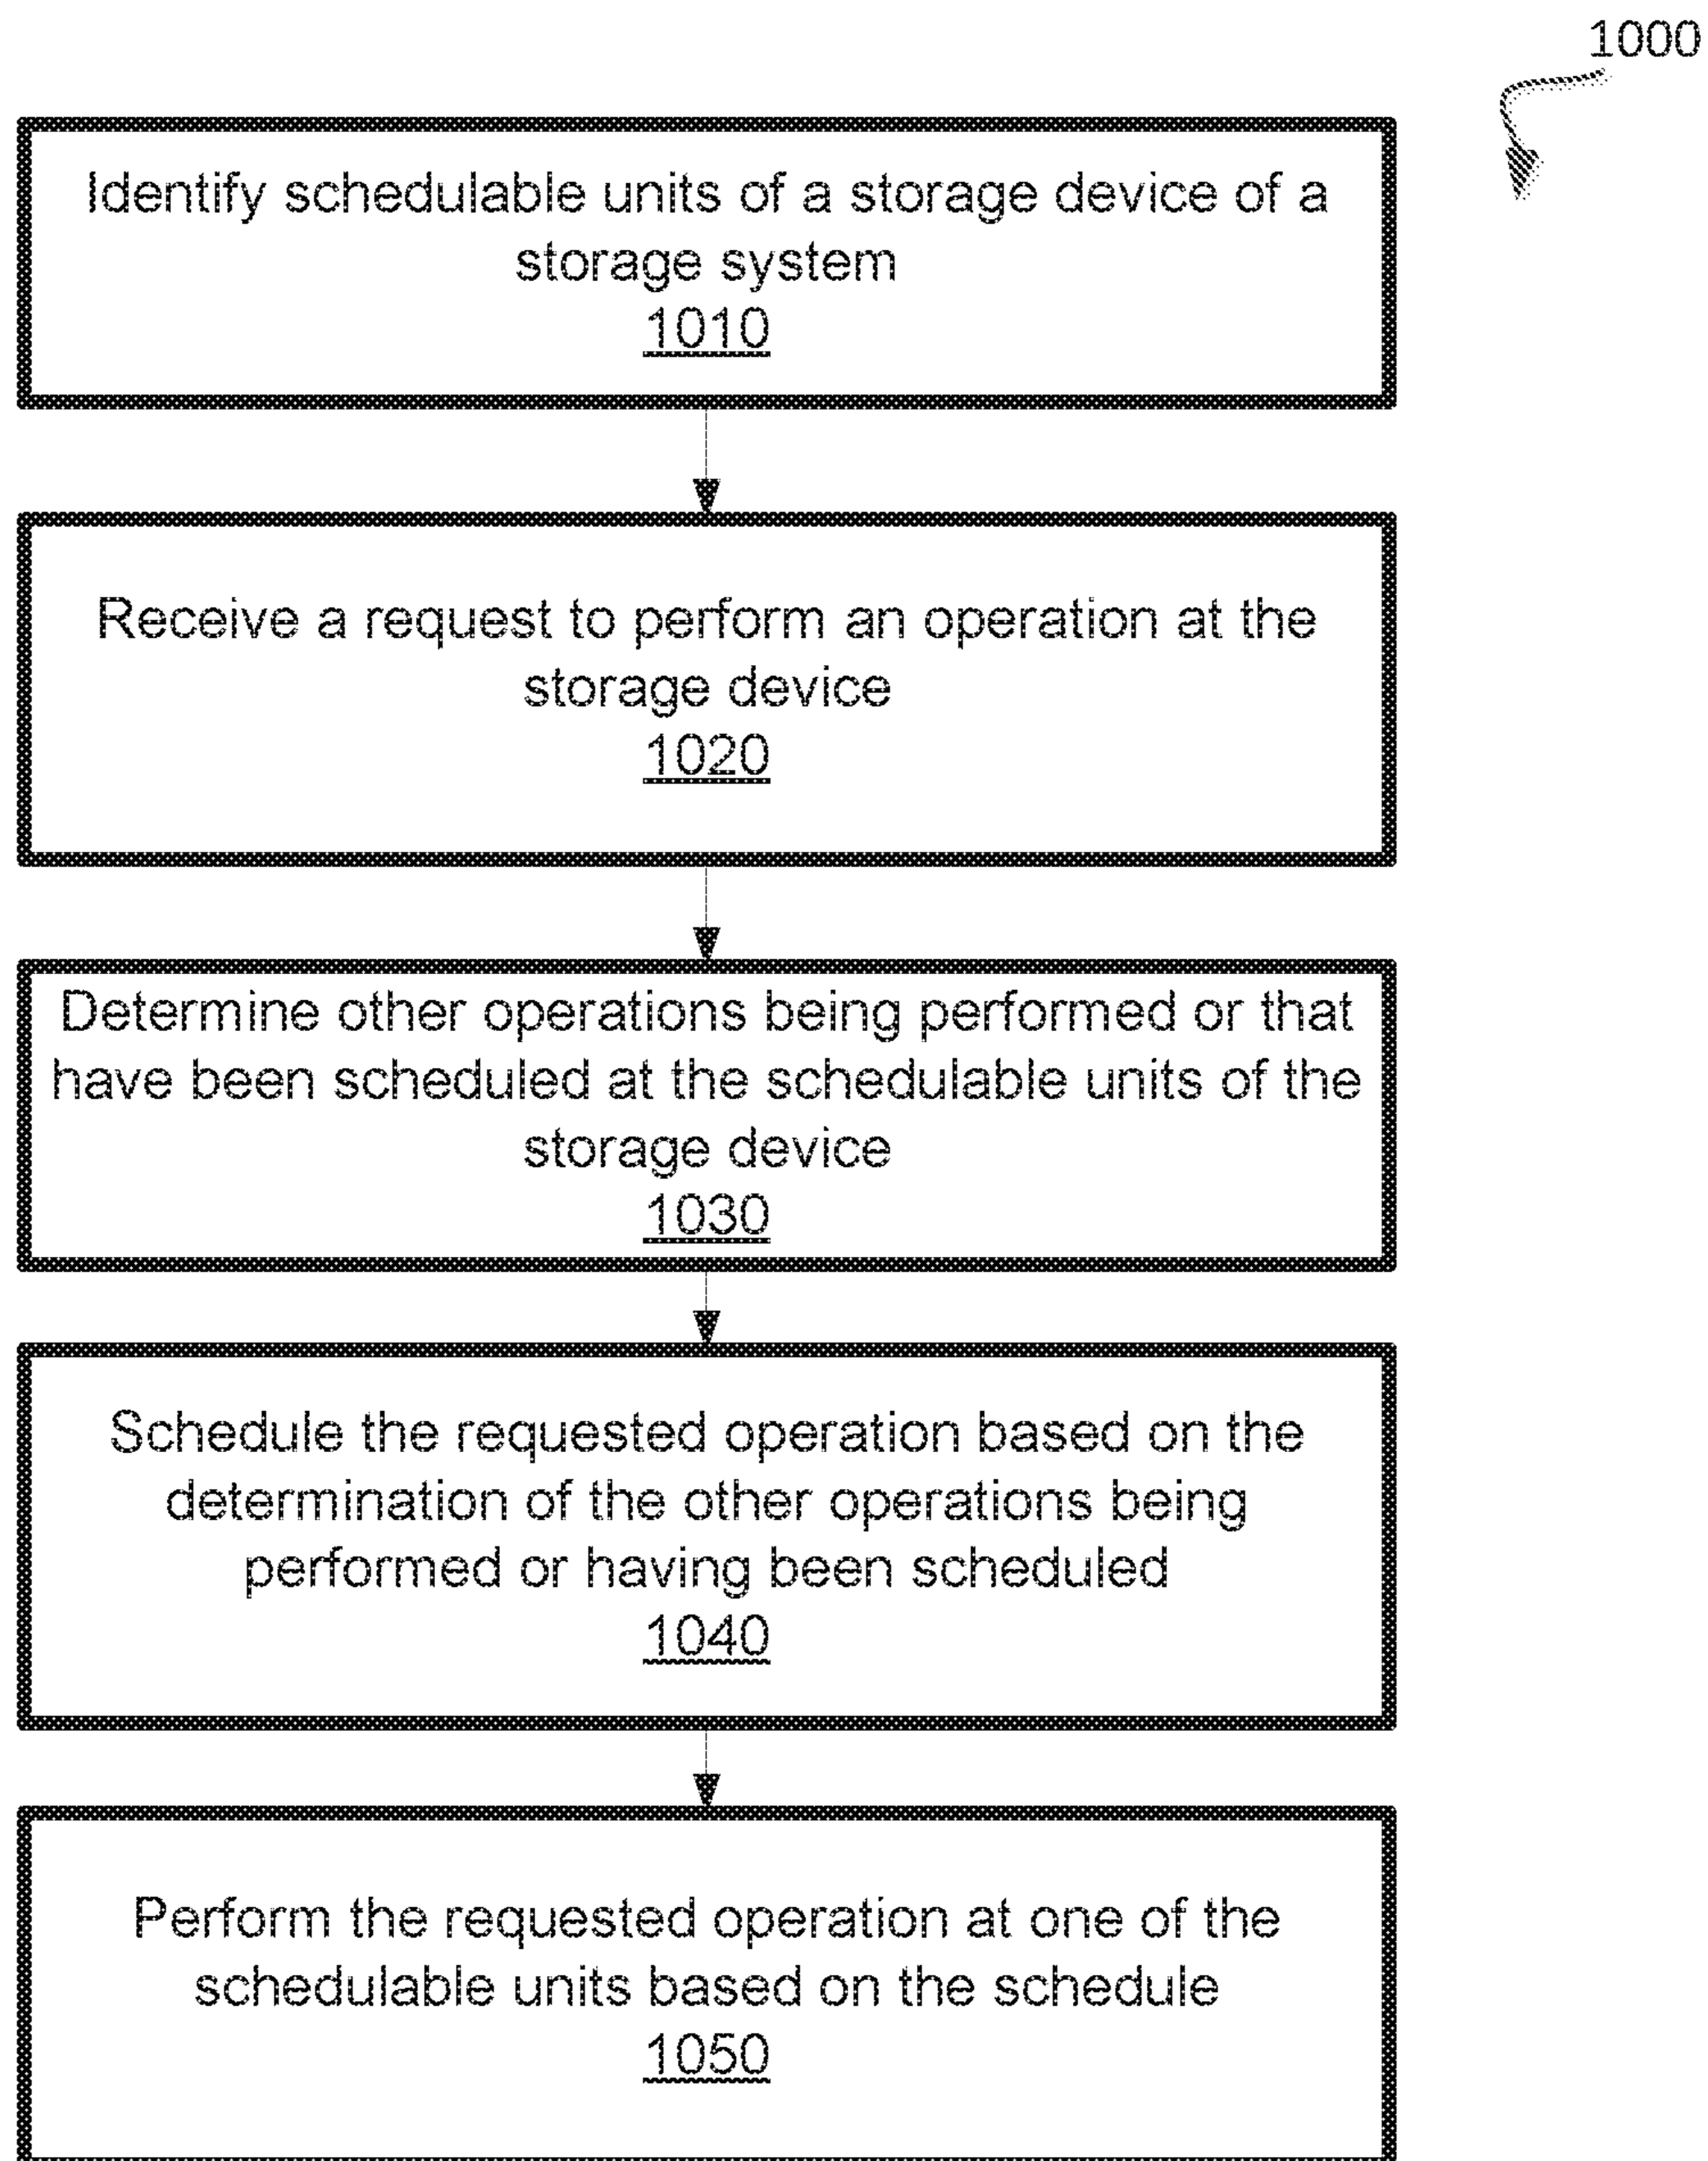 1000
Identify schedulable units of a storage device of a
storage system
1010
Receive a request to perform an operation at the
storage device
1020
Determine other operations being performed or that
have been scheduled at the schedulable units of the
storage device
1030
Schedule the requested operation based on the
determination of the other operations being
performed or having been scheduled
1040
Perform the requested operation at one of the
schedulable units based on the schedule
1050